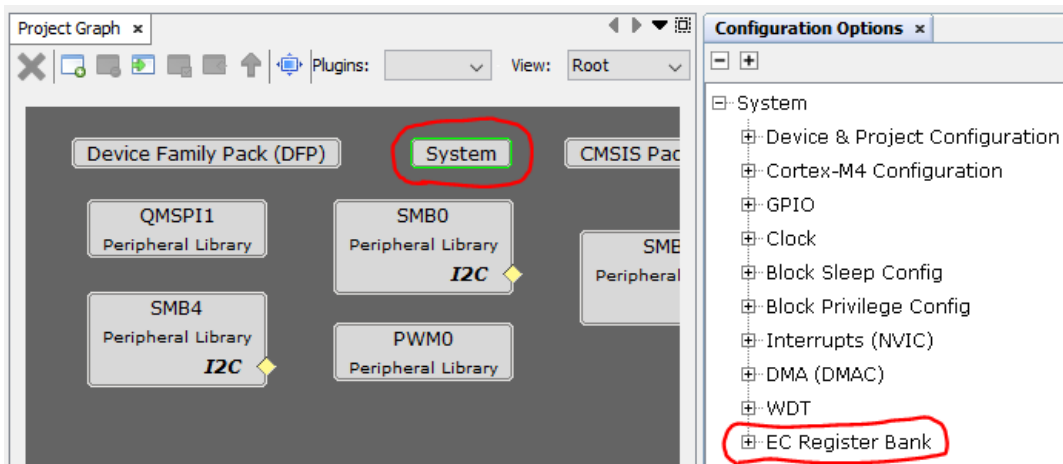 Project Graph x
Plugins:
View:
Root
Device Family Pack (DFP)
System
CMSIS Pac
QMSPI1
Peripheral Library
SMB0
Peripheral Library
I2C
SMB
Peripheral
SMB4
Peripheral Library
I2C
PWM0
Peripheral Library
Configuration Options x
System
Device & Project Configuration
Cortex-M4 Configuration
GPIO
Clock
Block Sleep Config
Block Privilege Config
Interrupts (NVIC)
DMA (DMAC)
WDT
EC Register Bank